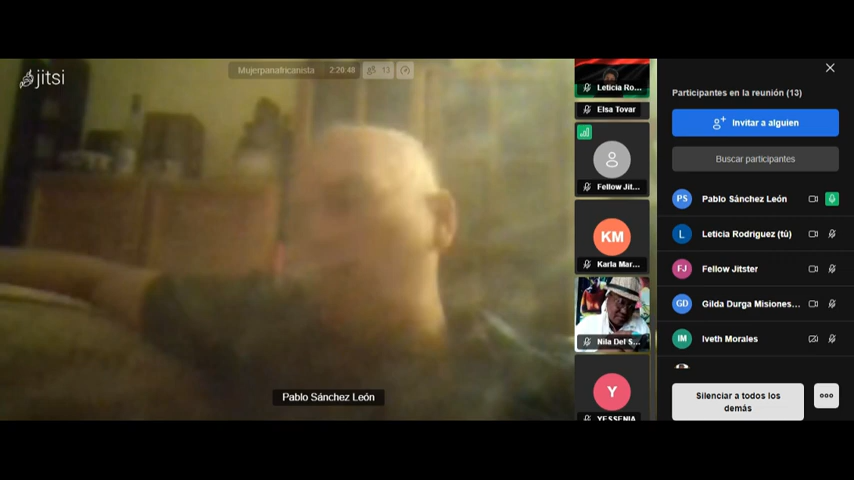 jitsi
Mujerpanafricanista 2:20:48 13
Leticia Ro...
Elsa Tovar
Fellow Jit...
KM
Karla Mar...
Nila Del S...
Y
YESSENIA
Pablo Sánchez León
Participantes en la reunión (13)
Invitar a alguien
Buscar participantes
PS Pablo Sánchez León
L Leticia Rodriguez (tú)
FJ Fellow Jitster
GD Gilda Durga Misiones...
IM Iveth Morales
Silenciar a todos los
demás